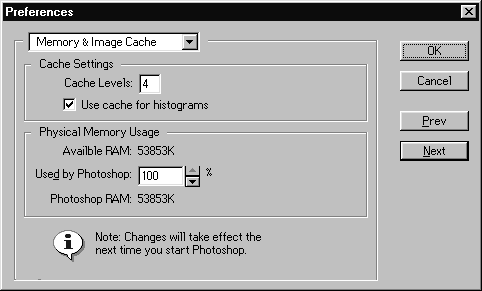 Preferences
Memory & Image Cache
OK
Cache Settings
Cache Levels: 4
Cancel
Use cache for histograms
Prev
Physical Memory Usage
Next
Availble RAM: 53853K
Used by Photoshop: 100 %
Photoshop RAM: 53853K
Note: Changes will take effect the
next time you start Photoshop.